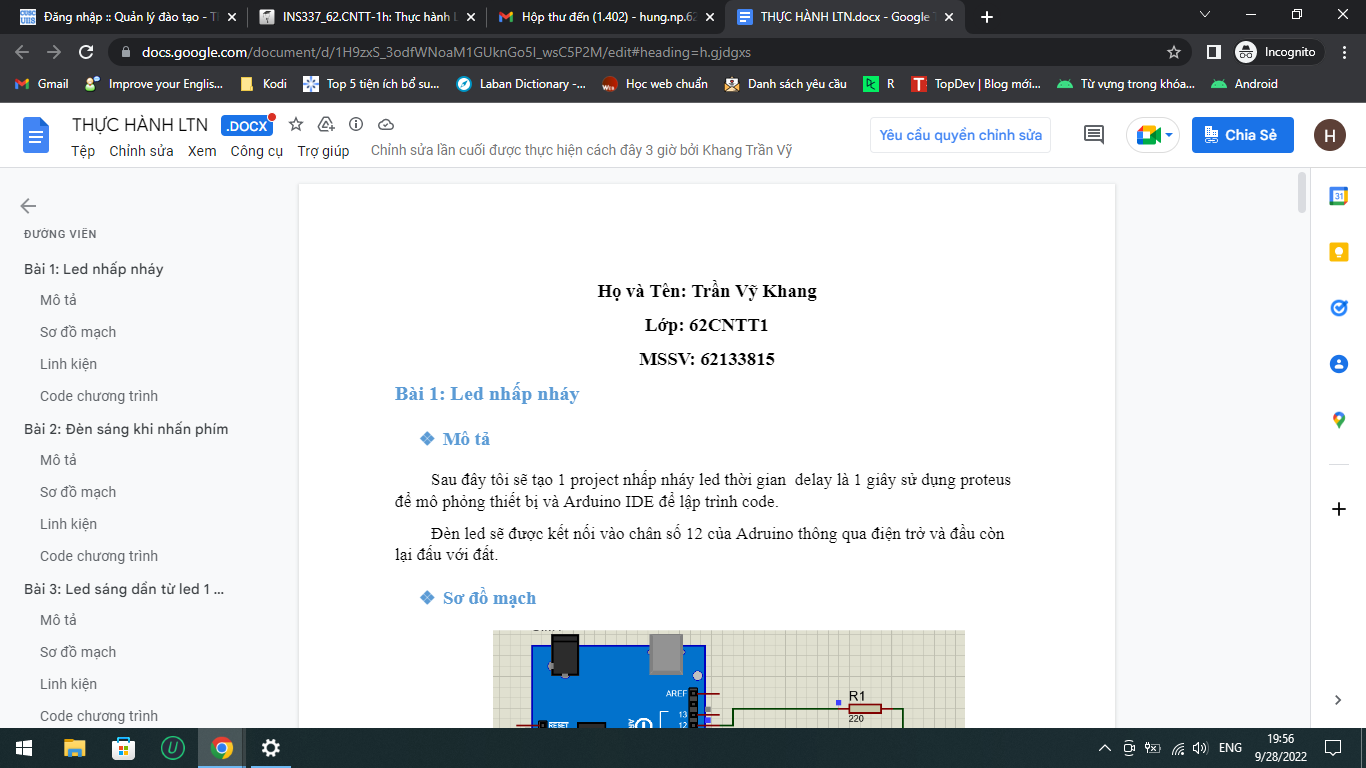 Đăng nhập :: Quản lý đào tạo - T
INS337_62.CNTT-1h: Thực hành L
Hộp thư đến (1.402) - hung.np.62
THỰC HÀNH LTN.docx - Google T
docs.google.com/document/d/1H9zxS_3odfWNoaM1GUknGo5I_wsC5P2M/edit#heading=h.gjdgxs
Incognito
Gmail
Improve your Englis...
Kodi
Top 5 tiện ích bổ su...
Laban Dictionary -...
Học web chuẩn
Danh sách yêu cầu
R
TopDev | Blog mới...
Từ vựng trong khóa...
Android
THỰC HÀNH LTN .DOCX
Tệp Chỉnh sửa Xem Công cụ Trợ giúp
Chỉnh sửa lần cuối được thực hiện cách đây 3 giờ bởi Khang Trần Vỹ
Yêu cầu quyền chỉnh sửa
Chia Sẻ
H
ĐƯỜNG VIỀN
Bài 1: Led nhấp nháy
Mô tả
Sơ đồ mạch
Linh kiện
Code chương trình
Bài 2: Đèn sáng khi nhấn phím
Mô tả
Sơ đồ mạch
Linh kiện
Code chương trình
Bài 3: Led sáng dần từ led 1 ...
Mô tả
Sơ đồ mạch
Linh kiện
Code chương trình
Họ và Tên: Trần Vỹ Khang
Lớp: 62CNTT1
MSSV: 62133815
Bài 1: Led nhấp nháy
❖ Mô tả
Sau đây tôi sẽ tạo 1 project nhấp nháy led thời gian delay là 1 giây sử dụng proteus
để mô phỏng thiết bị và Arduino IDE để lập trình code.
Đèn led sẽ được kết nối vào chân số 12 của Adruino thông qua điện trở và đầu còn
lại đấu với đất.
❖ Sơ đồ mạch
AREF
13
12
RESET
R1
220
31
ENG
19:56
9/28/2022